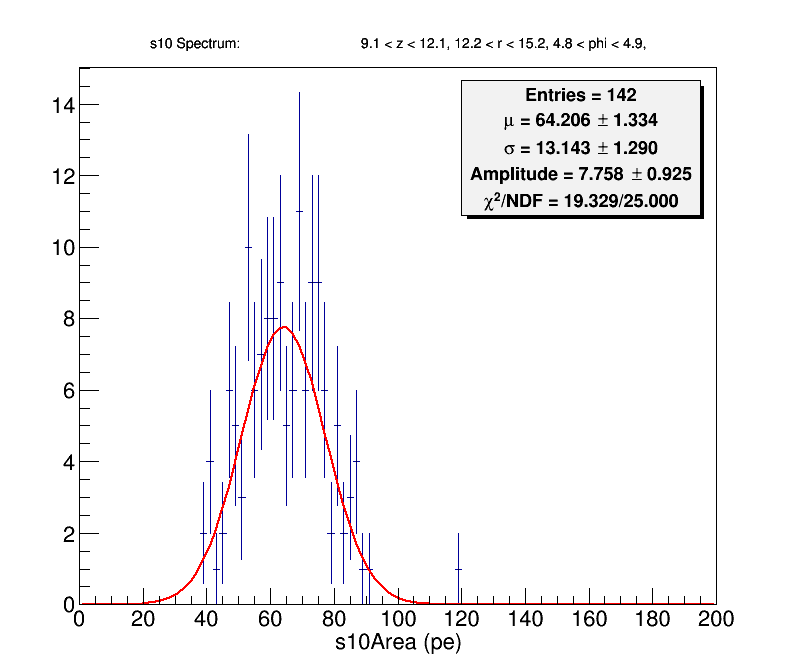 s10 Spectrum: 9.1 < z < 12.1, 12.2 < r < 15.2, 4.8 < phi < 4.9,
Entries = 142
μ = 64.206 ± 1.334
σ = 13.143 ± 1.290
Amplitude = 7.758 ± 0.925
χ²/NDF = 19.329/25.000
14
12
10
8
6
4
2
0
0 20 40 60 80 100 120 140 160 180 200
s10Area (pe)